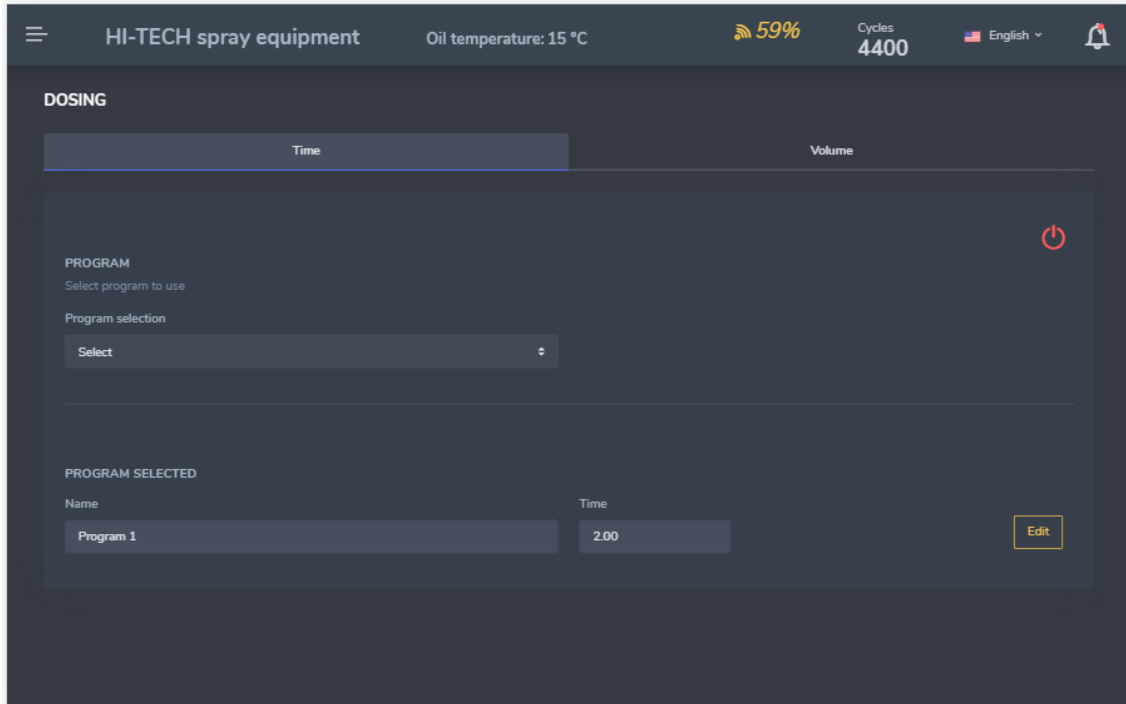 HI-TECH spray equipment
Oil temperature: 15 °C
59%
Cycles
4400
English
DOSING
Time
Volume
PROGRAM
Select program to use
Program selection
Select
PROGRAM SELECTED
Name
Time
Program 1
2.00
Edit